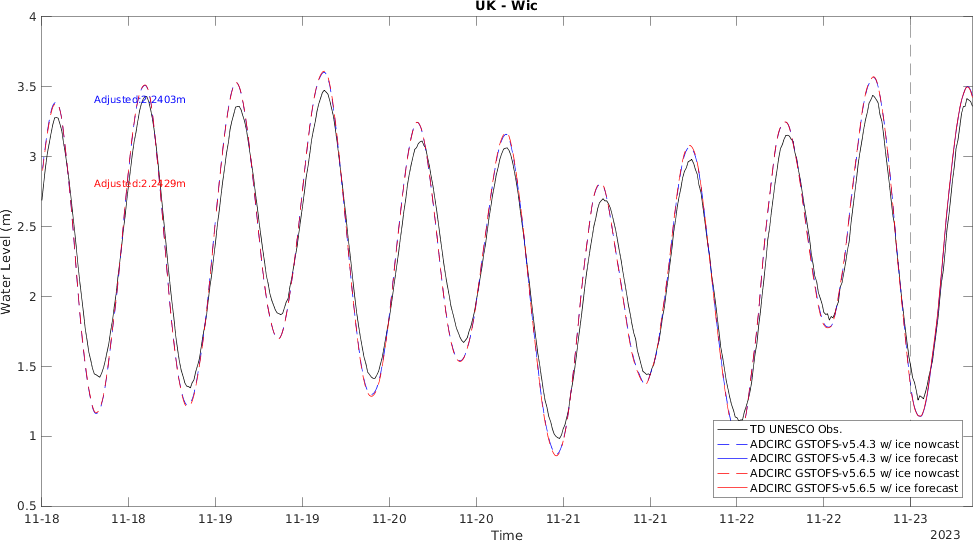 UK - Wic
4
3.5
3
2.5
2
1.5
1
0.5
Water Level (m)
Adjusted:2.2403m
Adjusted:2.2429m
TD UNESCO Obs.
ADCIRC GSTOFS-v5.4.3 w/ ice nowcast
ADCIRC GSTOFS-v5.4.3 w/ ice forecast
ADCIRC GSTOFS-v5.6.5 w/ ice nowcast
ADCIRC GSTOFS-v5.6.5 w/ ice forecast
11-18 11-18 11-19 11-19 11-20 11-20 11-21 11-21 11-22 11-22 11-23
Time
2023